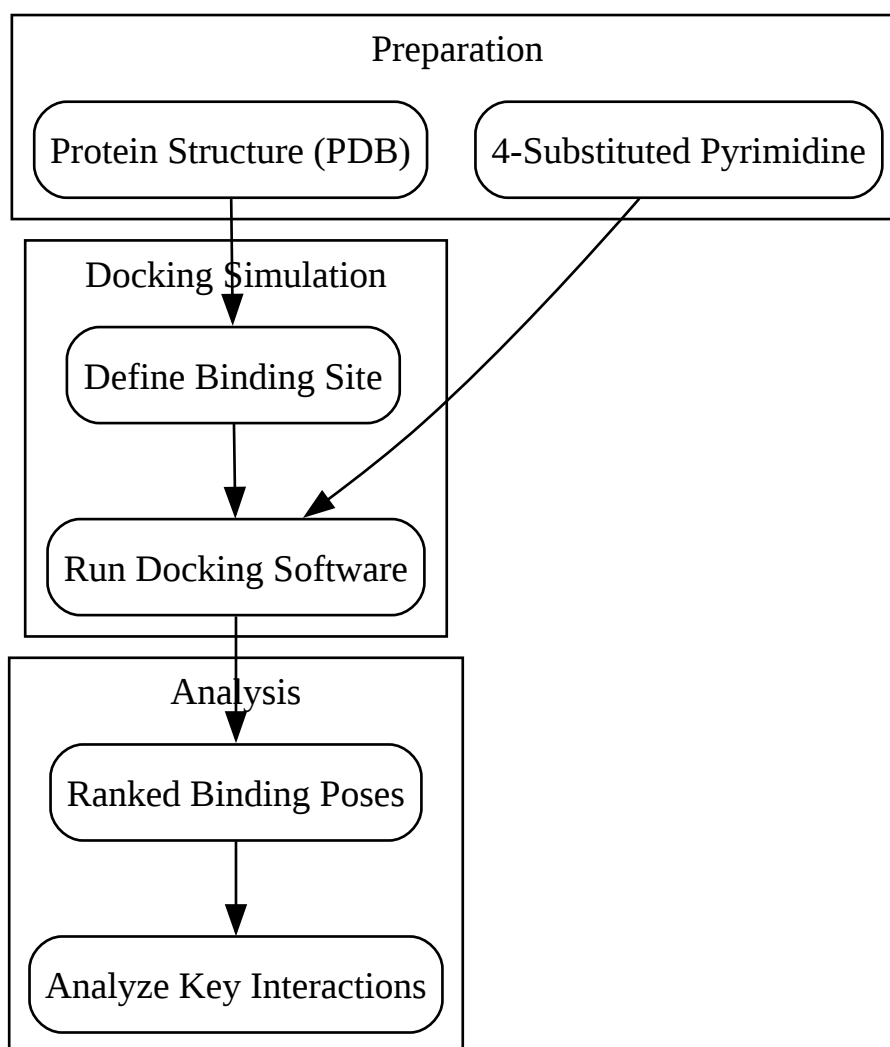 Preparation
Protein Structure (PDB)
4-Substituted Pyrimidine
Docking Simulation
Define Binding Site
Run Docking Software
Analysis
Ranked Binding Poses
Analyze Key Interactions